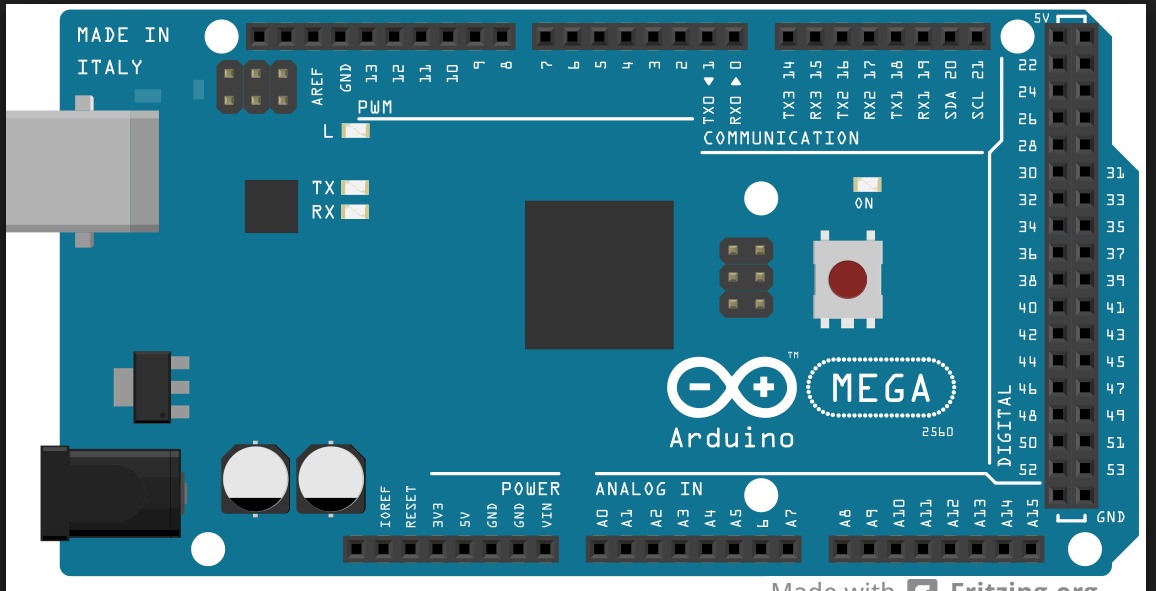 MADE IN
ITALY
5V
AREF GND 13 12 11 10 9 8 7 6 5 4 3 2 1 0
TX0 RX0
TX3 14 RX3 15 TX2 16 RX2 17 TX1 18 RX1 19 SDA 20 SCL 21
PWM
COMMUNICATION
L
TX
RX
ON
22
24
26
28
30 31
32 33
34 35
36 37
38 39
40 41
42 43
44 45
46 47
48 49
50 51
52 53
DIGITAL
TM
MEGA
2560
Arduino
POWER
ANALOG IN
IOREF RESET 3V3 5V GND GND VIN
A0 A1 A2 A3 A4 A5 6 A7
A8 A9 A10 A11 A12 A13 A14 A15
GND
Made with Fritzing.org